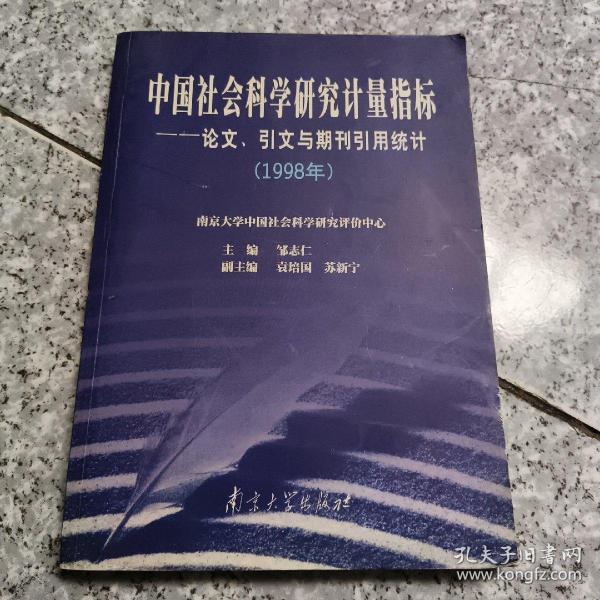 中国社会科学研究计量指标
——论文、引文与期刊引用统计
(1998年)
南京大学中国社会科学研究评价中心
主 编 邹志仁
副主编 袁培国 苏新宁
南京大学出版社
孔夫子旧书网
www.kongfz.com